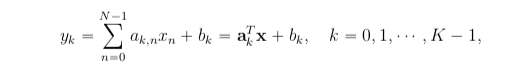 $y_k = \sum_{n=0}^{N-1} a_{k,n} x_n + b_k = \mathbf{a}_k^T \mathbf{x} + b_k, \quad k = 0, 1, \cdots, K-1,$